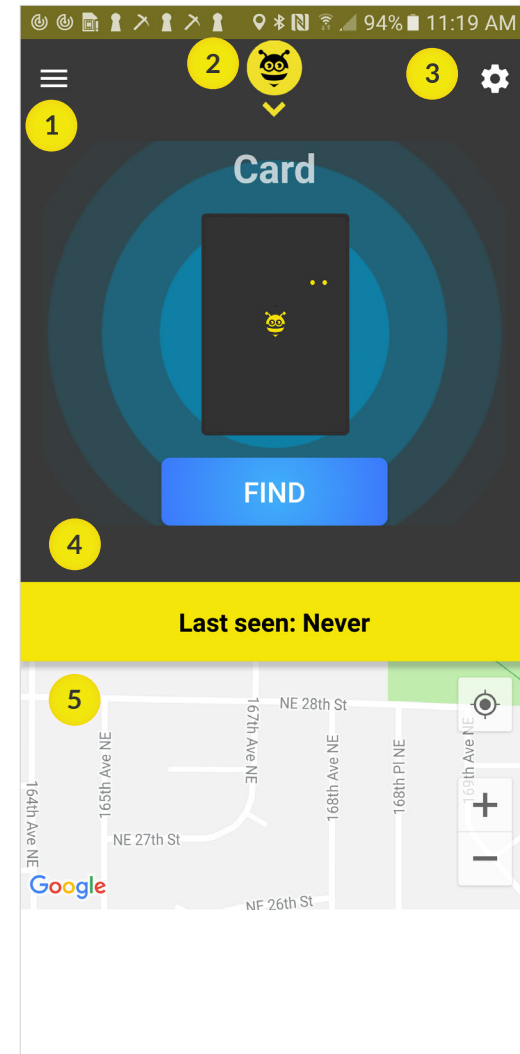 94% 11:19 AM
2
3
1
Card
FIND
4
Last seen: Never
5
NE 28th St
167th Ave NE
165th Ave NE
168th Ave NE
168th Pl NE
169th Ave NE
164th Ave NE
NE 27th St
Google
NE 26th St